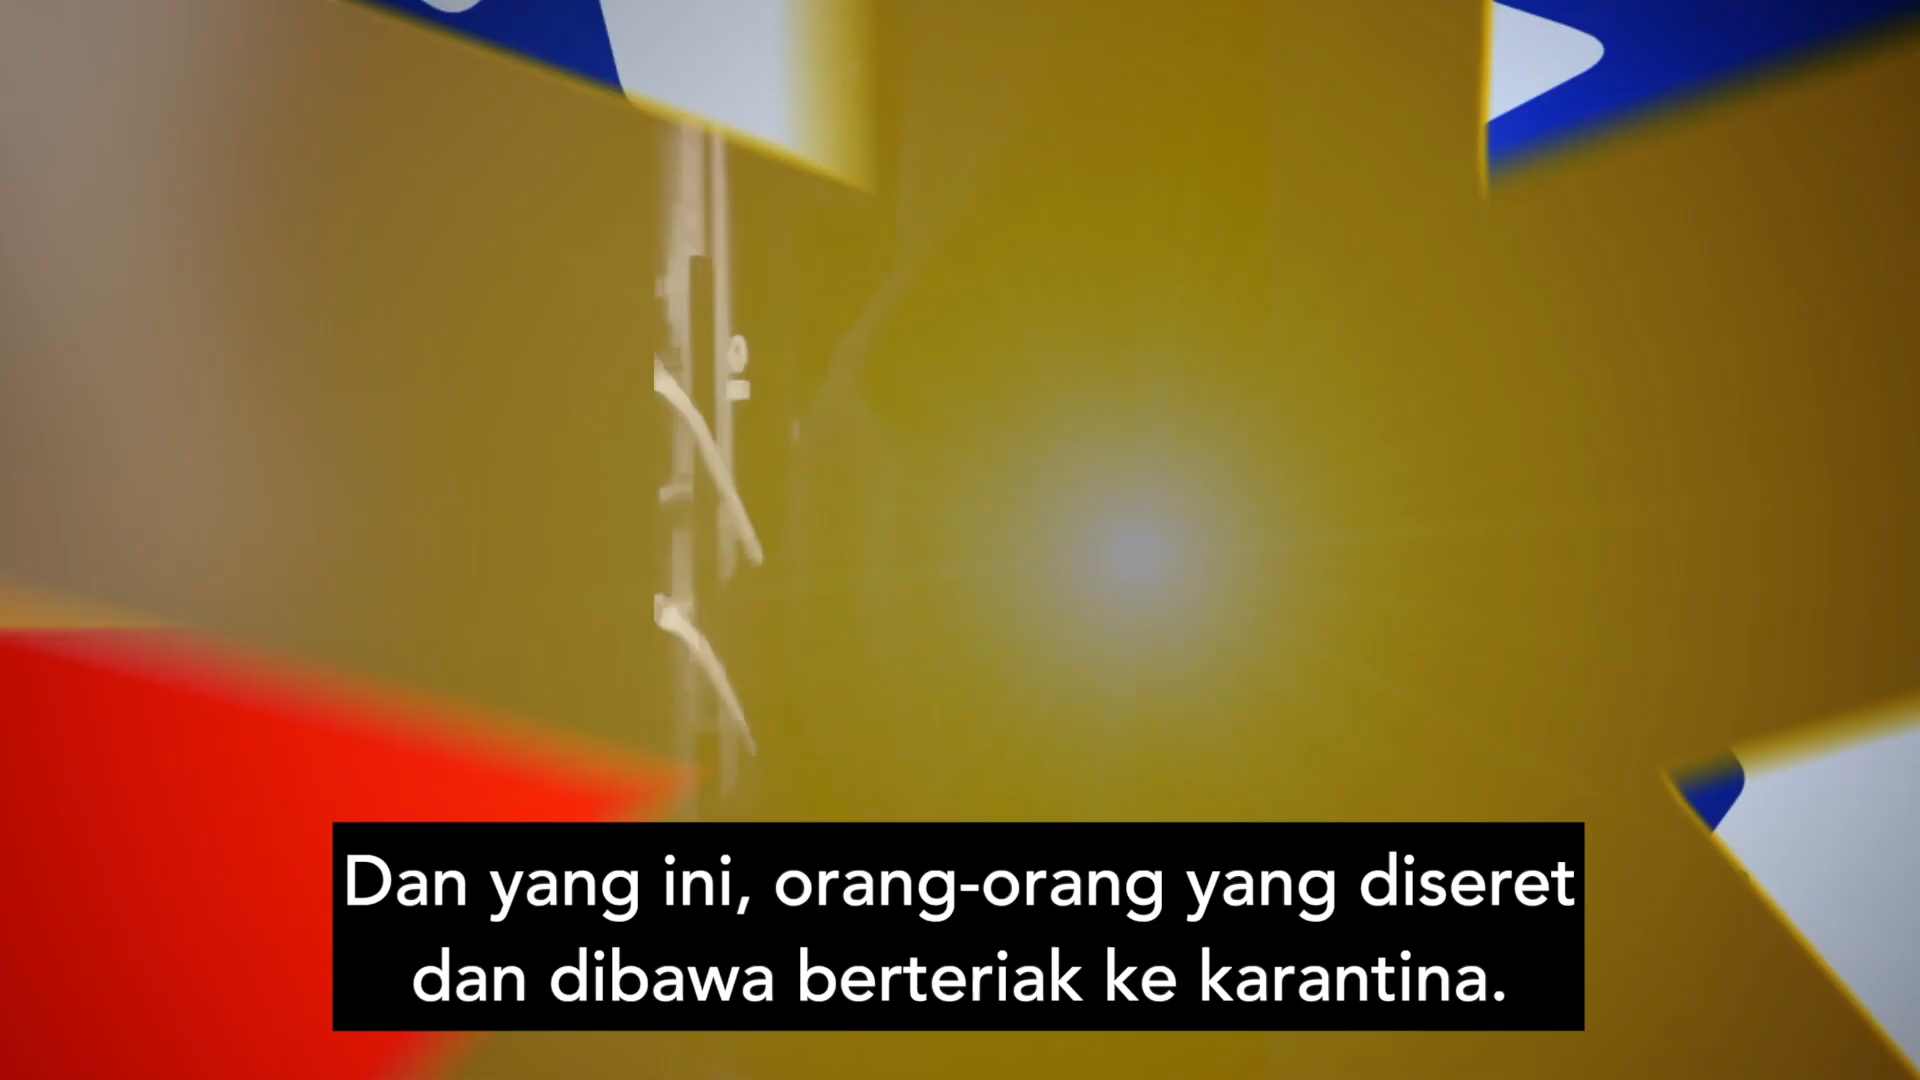 Dan yang ini, orang-orang yang diseret
dan dibawa berteriak ke karantina.